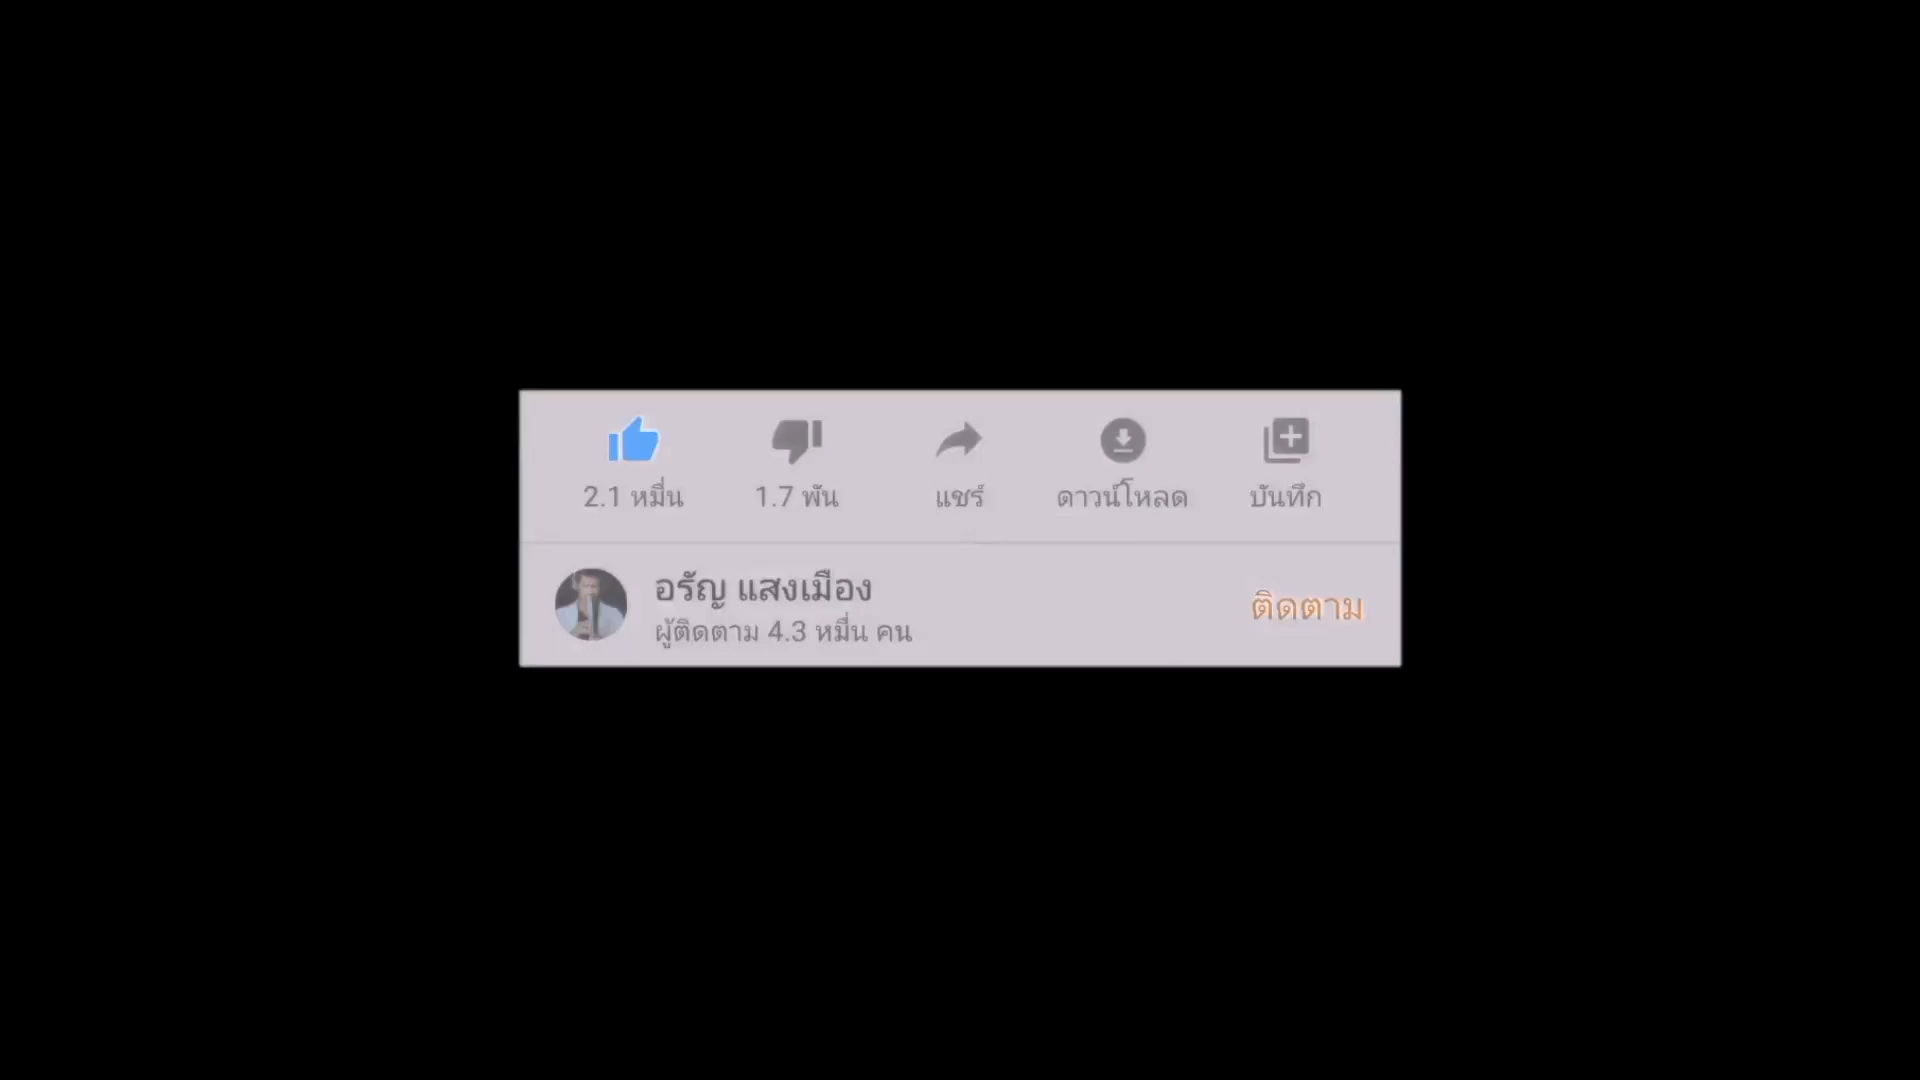 2.1 หมื่น 1.7 พัน แชร์ ดาวน์โหลด บันทึก
อรัญ แสงเมือง
ผู้ติดตาม 4.3 หมื่น คน
ติดตาม